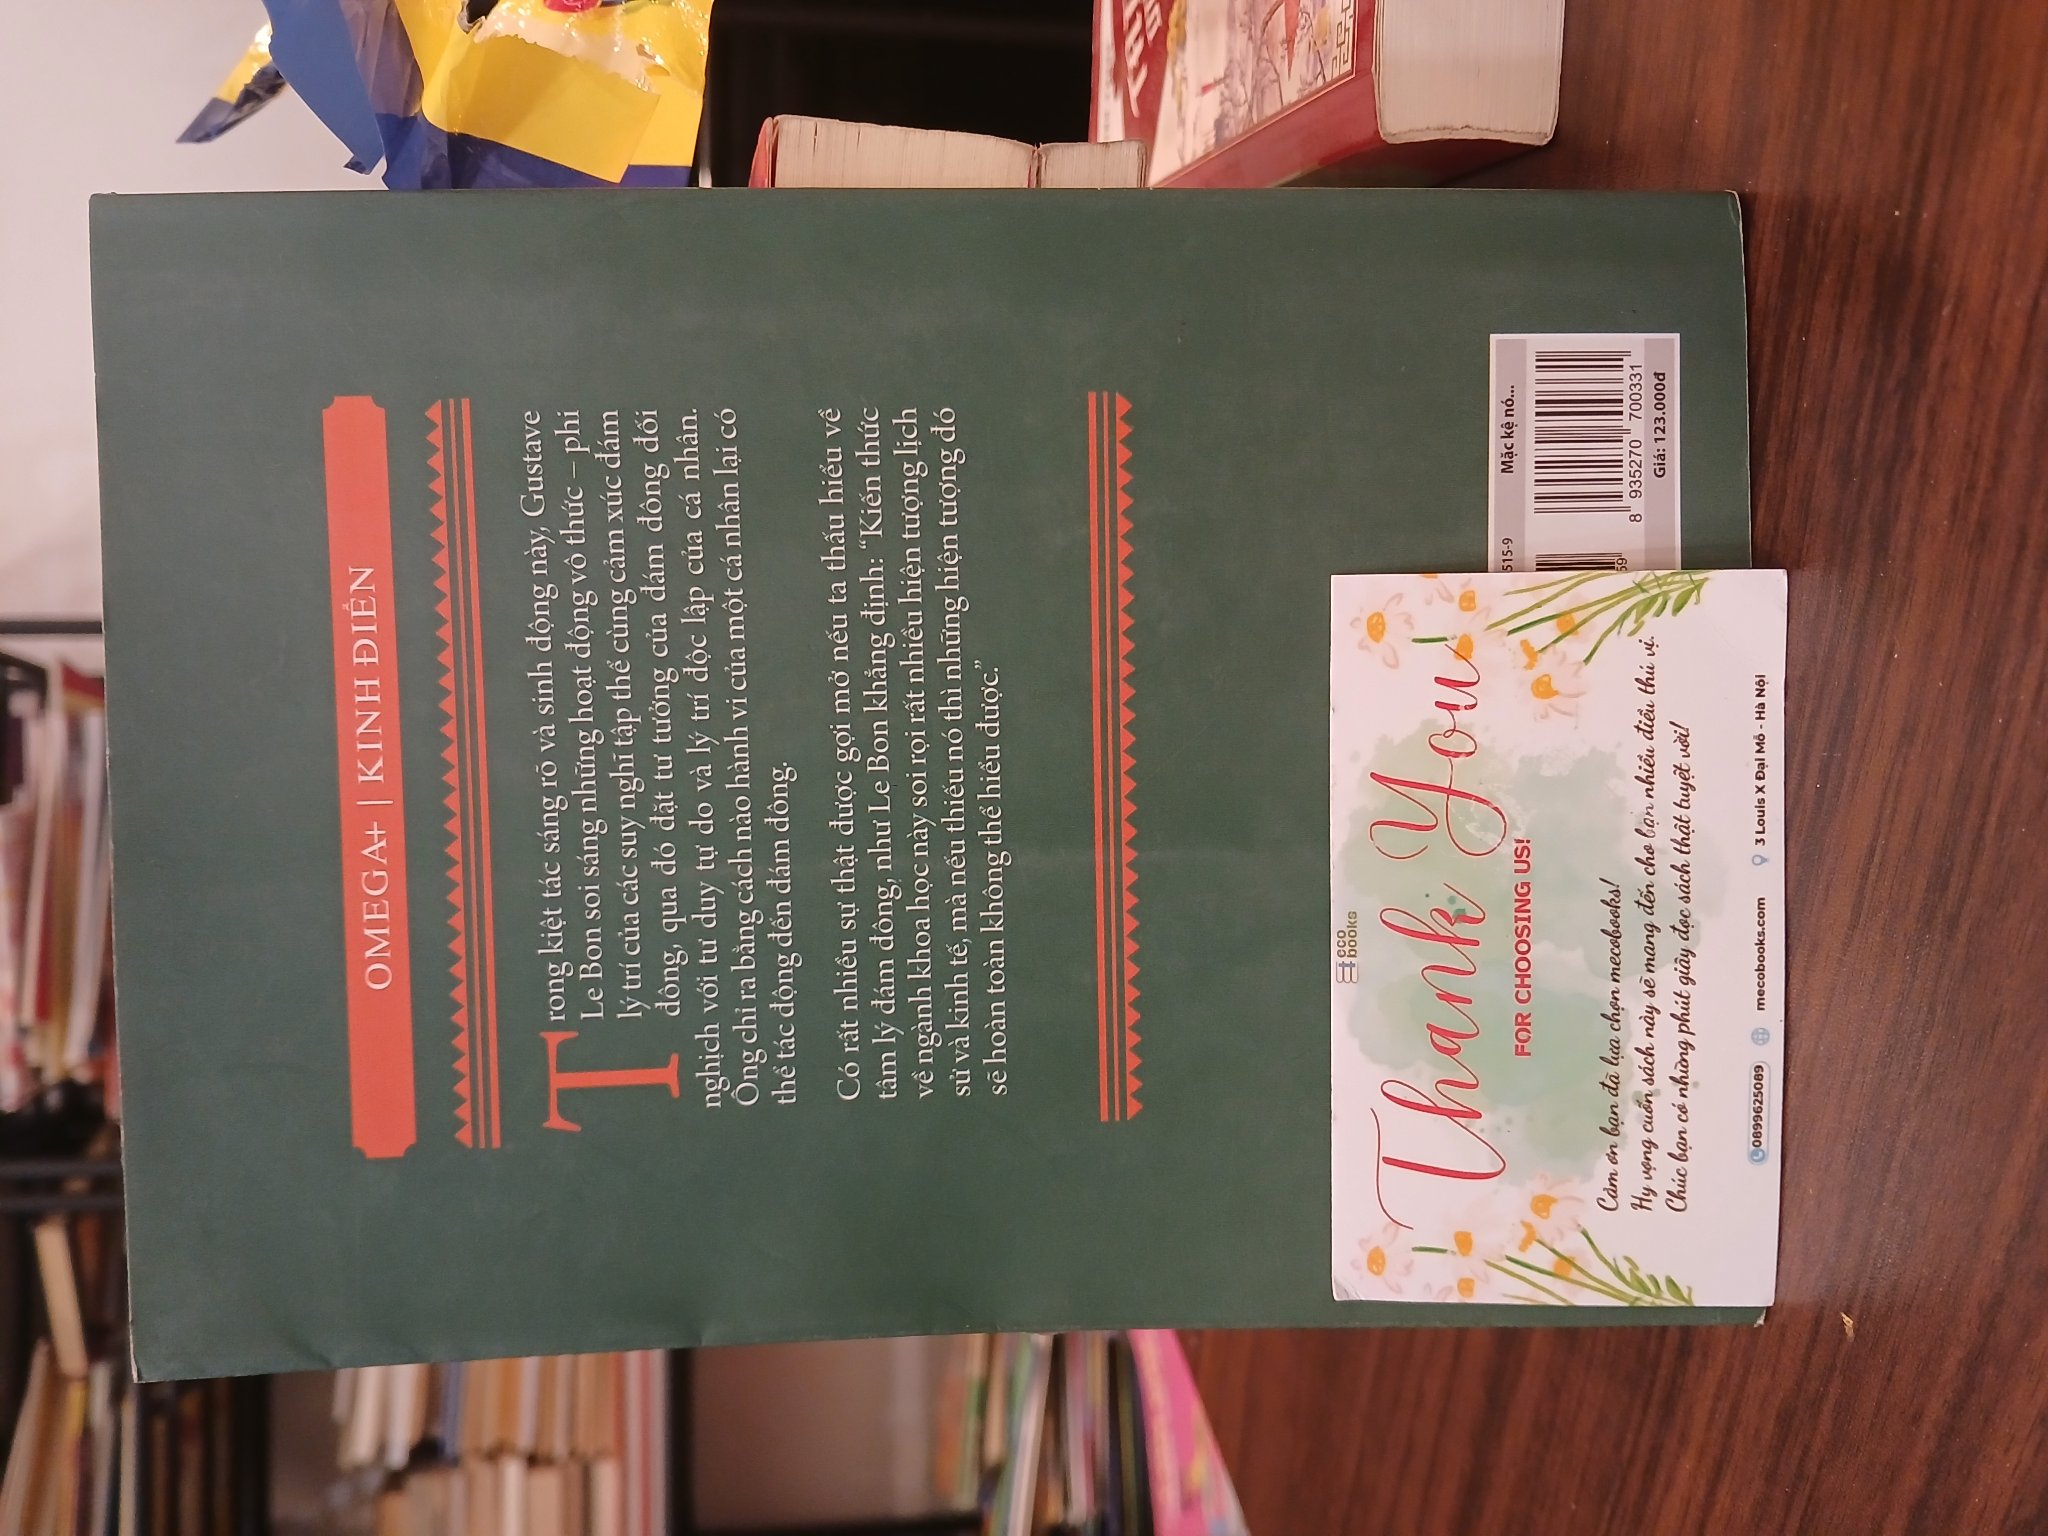 OMEGA+ | KINH ĐIỂN
Trong kiệt tác sáng rõ và sinh động này, Gustave
Le Bon soi sáng những hoạt động vô thức – phi
lý trí của các suy nghĩ tập thể cùng cảm xúc đám
đông, qua đó đặt tư tưởng của đám đông đối
nghịch với tư duy tự do và lý trí độc lập của cá nhân.
Ông chỉ ra bằng cách nào hành vi của một cá nhân lại có
thể tác động đến đám đông.
Có rất nhiều sự thật được gợi mở nếu ta thấu hiểu về
tâm lý đám đông, như Le Bon khẳng định: “Kiến thức
về ngành khoa học này soi rọi rất nhiều hiện tượng lịch
sử và kinh tế, mà nếu thiếu nó thì những hiện tượng đó
sẽ hoàn toàn không thể hiểu được.”
515-9
59
Mặc kệ nó...
8 935270 700331
Giá: 123.000đ
eco
books
Thank You
FOR CHOOSING US!
Cảm ơn bạn đã lựa chọn mecobooks!
Hy vọng cuốn sách này sẽ mang đến cho bạn nhiều điều thú vị.
Chúc bạn có những phút giây đọc sách thật tuyệt vời!
0899625089 mecobooks.com 3 Louis X Đại Mỗ - Hà Nội